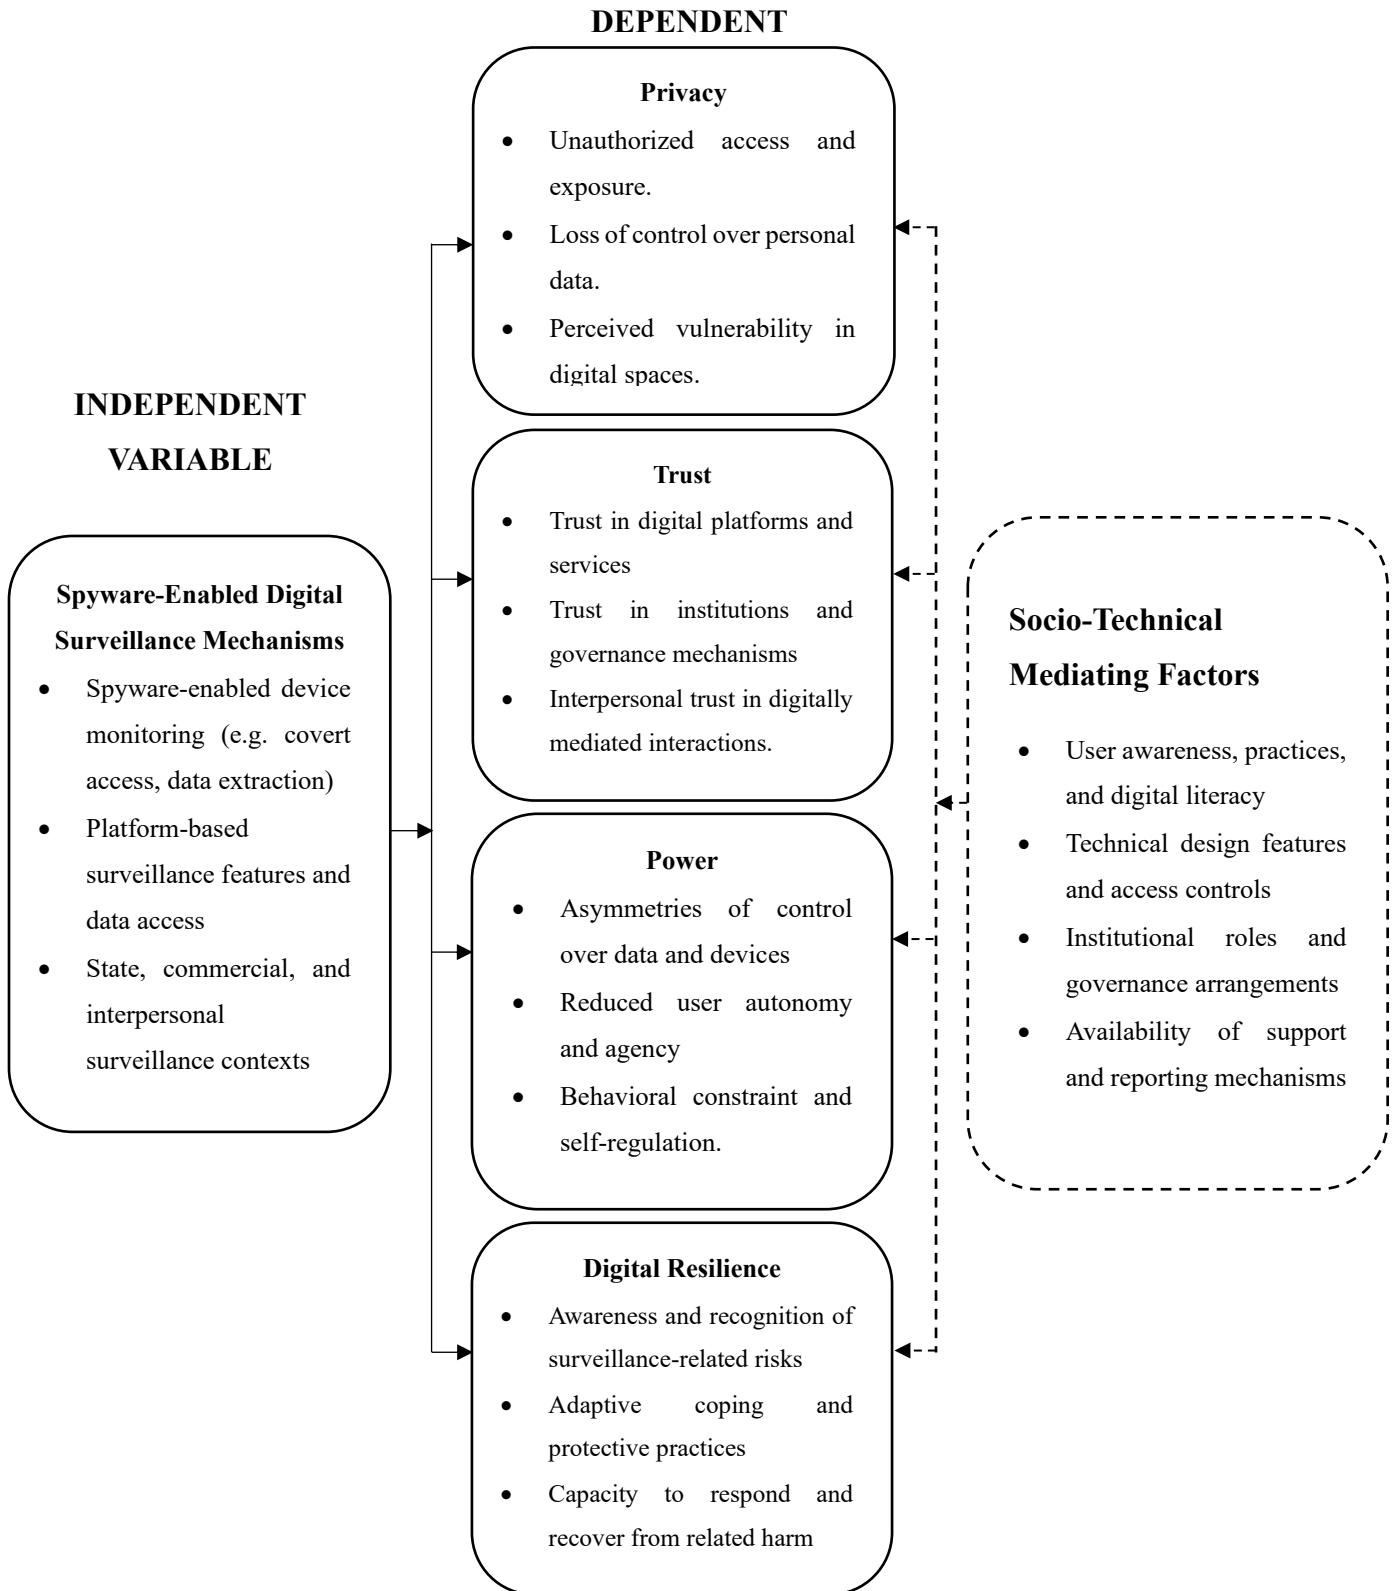 DEPENDENT
Privacy
• Unauthorized access and
exposure.
• Loss of control over personal
data.
• Perceived vulnerability in
digital spaces.
INDEPENDENT
VARIABLE
Trust
• Trust in digital platforms and
services
• Trust in institutions and
governance mechanisms
• Interpersonal trust in digitally
mediated interactions.
Spyware-Enabled Digital
Surveillance Mechanisms
• Spyware-enabled device
monitoring (e.g. covert
access, data extraction)
• Platform-based
surveillance features and
data access
• State, commercial, and
interpersonal
surveillance contexts
Socio-Technical
Mediating Factors
• User awareness, practices,
and digital literacy
• Technical design features
and access controls
• Institutional roles and
governance arrangements
• Availability of support
and reporting mechanisms
Power
• Asymmetries of control
over data and devices
• Reduced user autonomy
and agency
• Behavioral constraint and
self-regulation.
Digital Resilience
• Awareness and recognition of
surveillance-related risks
• Adaptive coping and
protective practices
• Capacity to respond and
recover from related harm